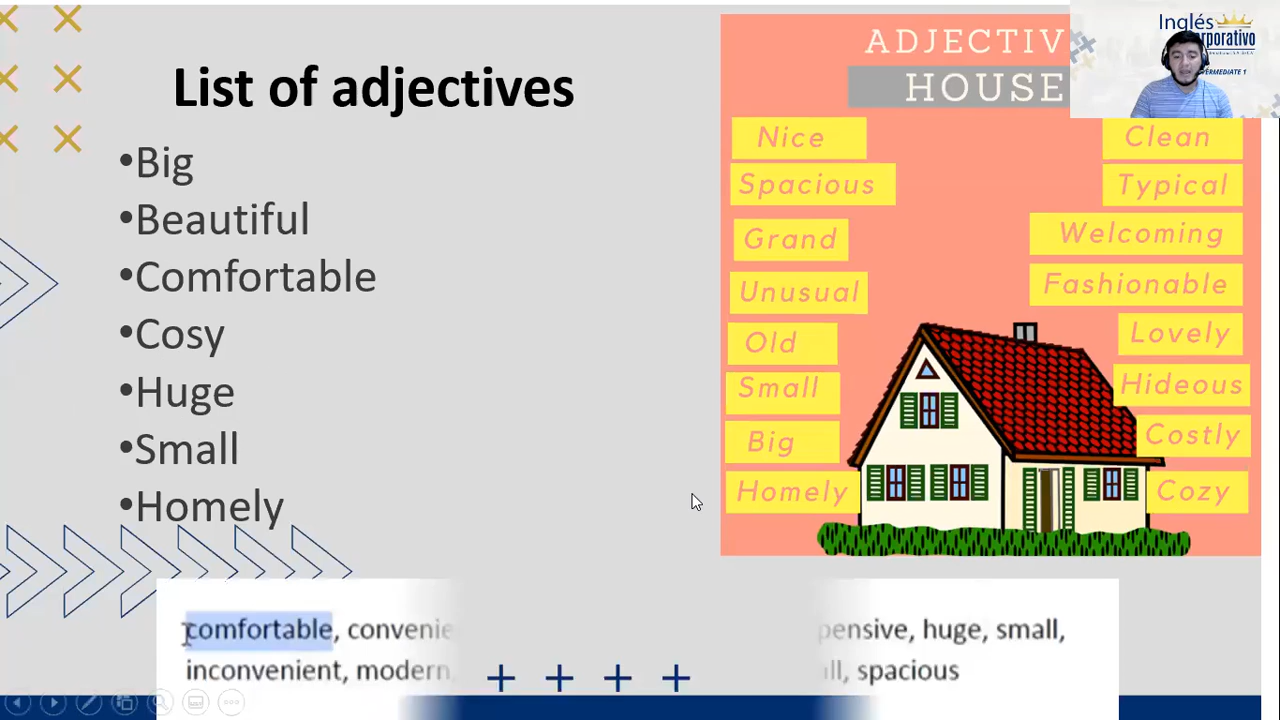 List of adjectives
•Big
•Beautiful
•Comfortable
•Cosy
•Huge
•Small
•Homely
ADJECTIV
HOUSE
Nice
Spacious
Grand
Unusual
Old
Small
Big
Homely
Clean
Typical
Welcoming
Fashionable
Lovely
Hideous
Costly
Cozy
Inglés
orporativo
comfortable, convenie pensive, huge, small,
inconvenient, modern, ll, spacious